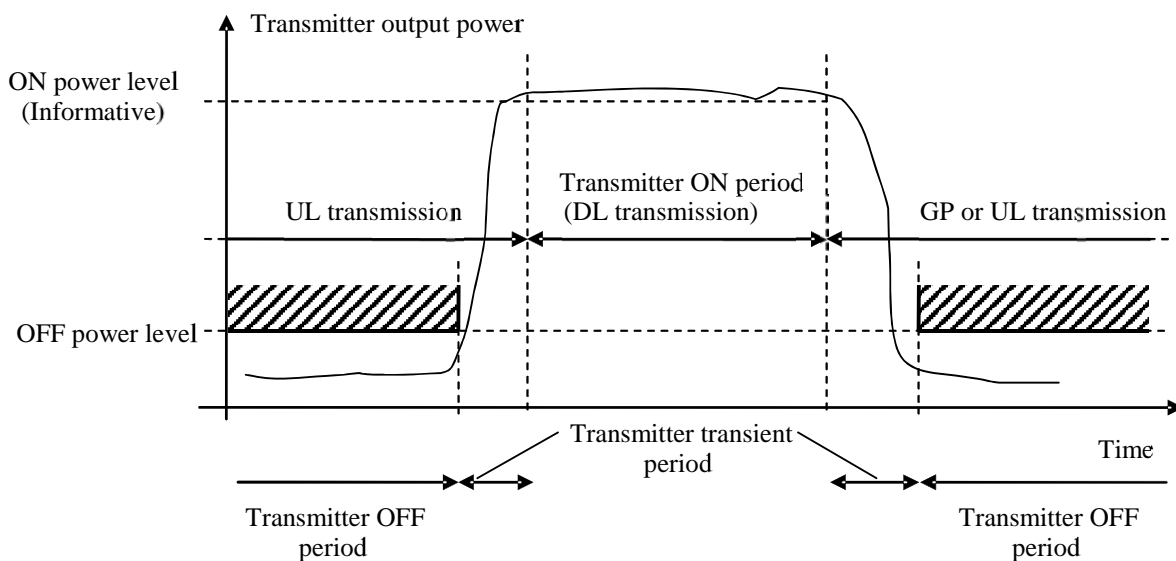 Transmitter output power
ON power level
(Informative)
Transmitter ON period
(DL transmission)
UL transmission
GP or UL transmission
OFF power level
Transmitter transient
period
Time
Transmitter OFF
period
Transmitter OFF
period